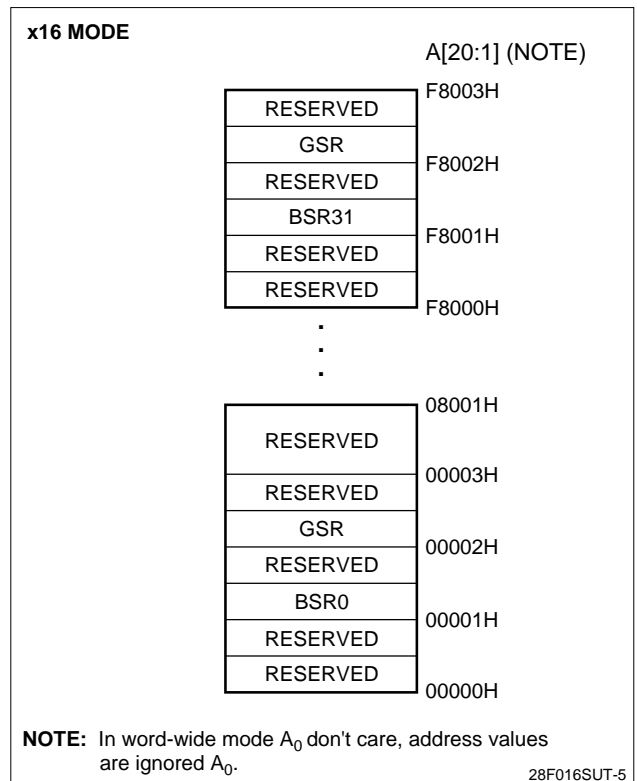 x16 MODE
A[20:1] (NOTE)
F8003H
RESERVED
GSR
F8002H
RESERVED
BSR31
F8001H
RESERVED
RESERVED
F8000H
.
.
.
08001H
RESERVED
00003H
RESERVED
GSR
00002H
RESERVED
BSR0
00001H
RESERVED
RESERVED
00000H
NOTE: In word-wide mode A0 don't care, address values
are ignored A0.
28F016SUT-5